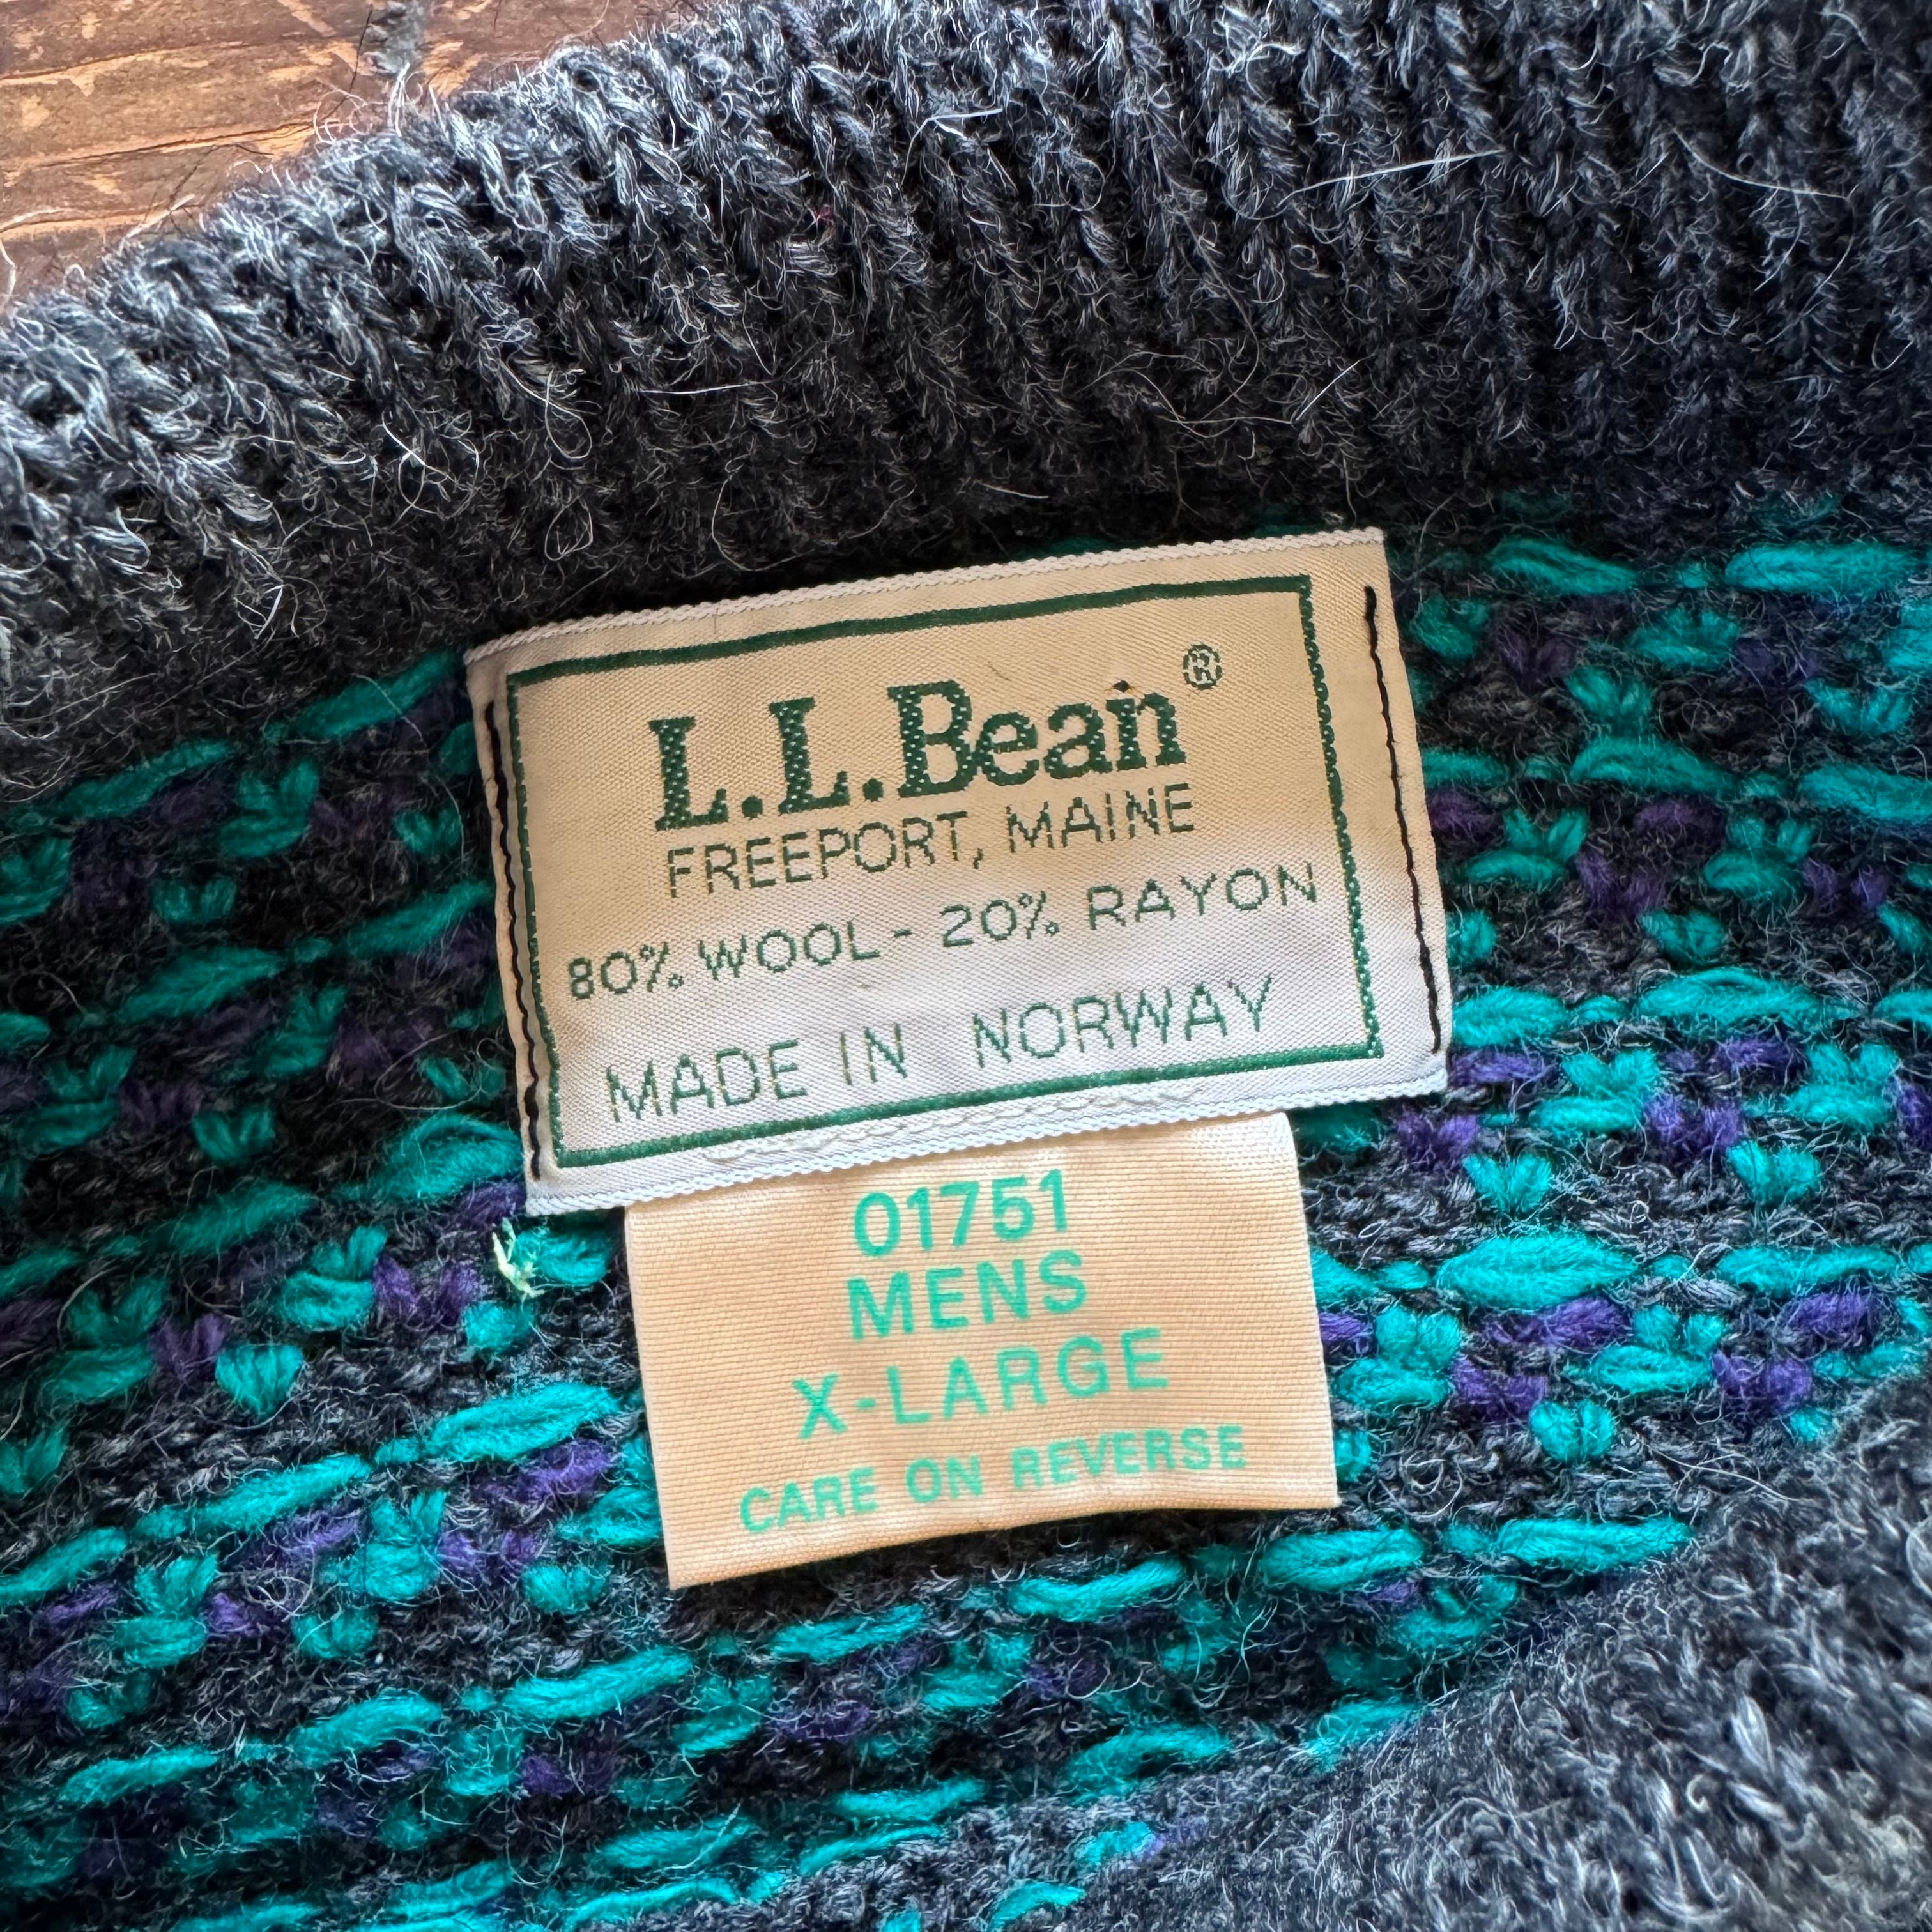 L.L.Bean®
FREEPORT, MAINE
80% WOOL - 20% RAYON
MADE IN NORWAY
01751
MENS
X-LARGE
CARE ON REVERSE